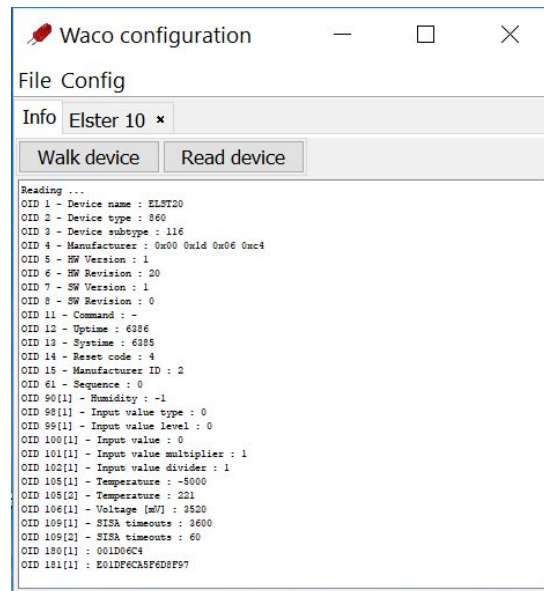 Waco configuration
File Config
Info Elster 10 ×
Walk device Read device
Reading ...
OID 1 - Device name : ELST20
OID 2 - Device type : 860
OID 3 - Device subtype : 116
OID 4 - Manufacturer : 0x00 0x1d 0x06 0xc4
OID 5 - HW Version : 1
OID 6 - HW Revision : 20
OID 7 - SW Version : 1
OID 8 - SW Revision : 0
OID 11 - Command : -
OID 12 - Uptime : 6386
OID 13 - Systime : 6385
OID 14 - Reset code : 4
OID 15 - Manufacturer ID : 2
OID 61 - Sequence : 0
OID 90[1] - Humidity : -1
OID 98[1] - Input value type : 0
OID 99[1] - Input value level : 0
OID 100[1] - Input value : 0
OID 101[1] - Input value multiplier : 1
OID 102[1] - Input value divider : 1
OID 105[1] - Temperature : -5000
OID 105[2] - Temperature : 221
OID 106[1] - Voltage [mV] : 3520
OID 109[1] - SISA timeouts : 3600
OID 109[2] - SISA timeouts : 60
OID 180[1] : 001D06C4
OID 181[1] : E01DF6CA5F6D8F97